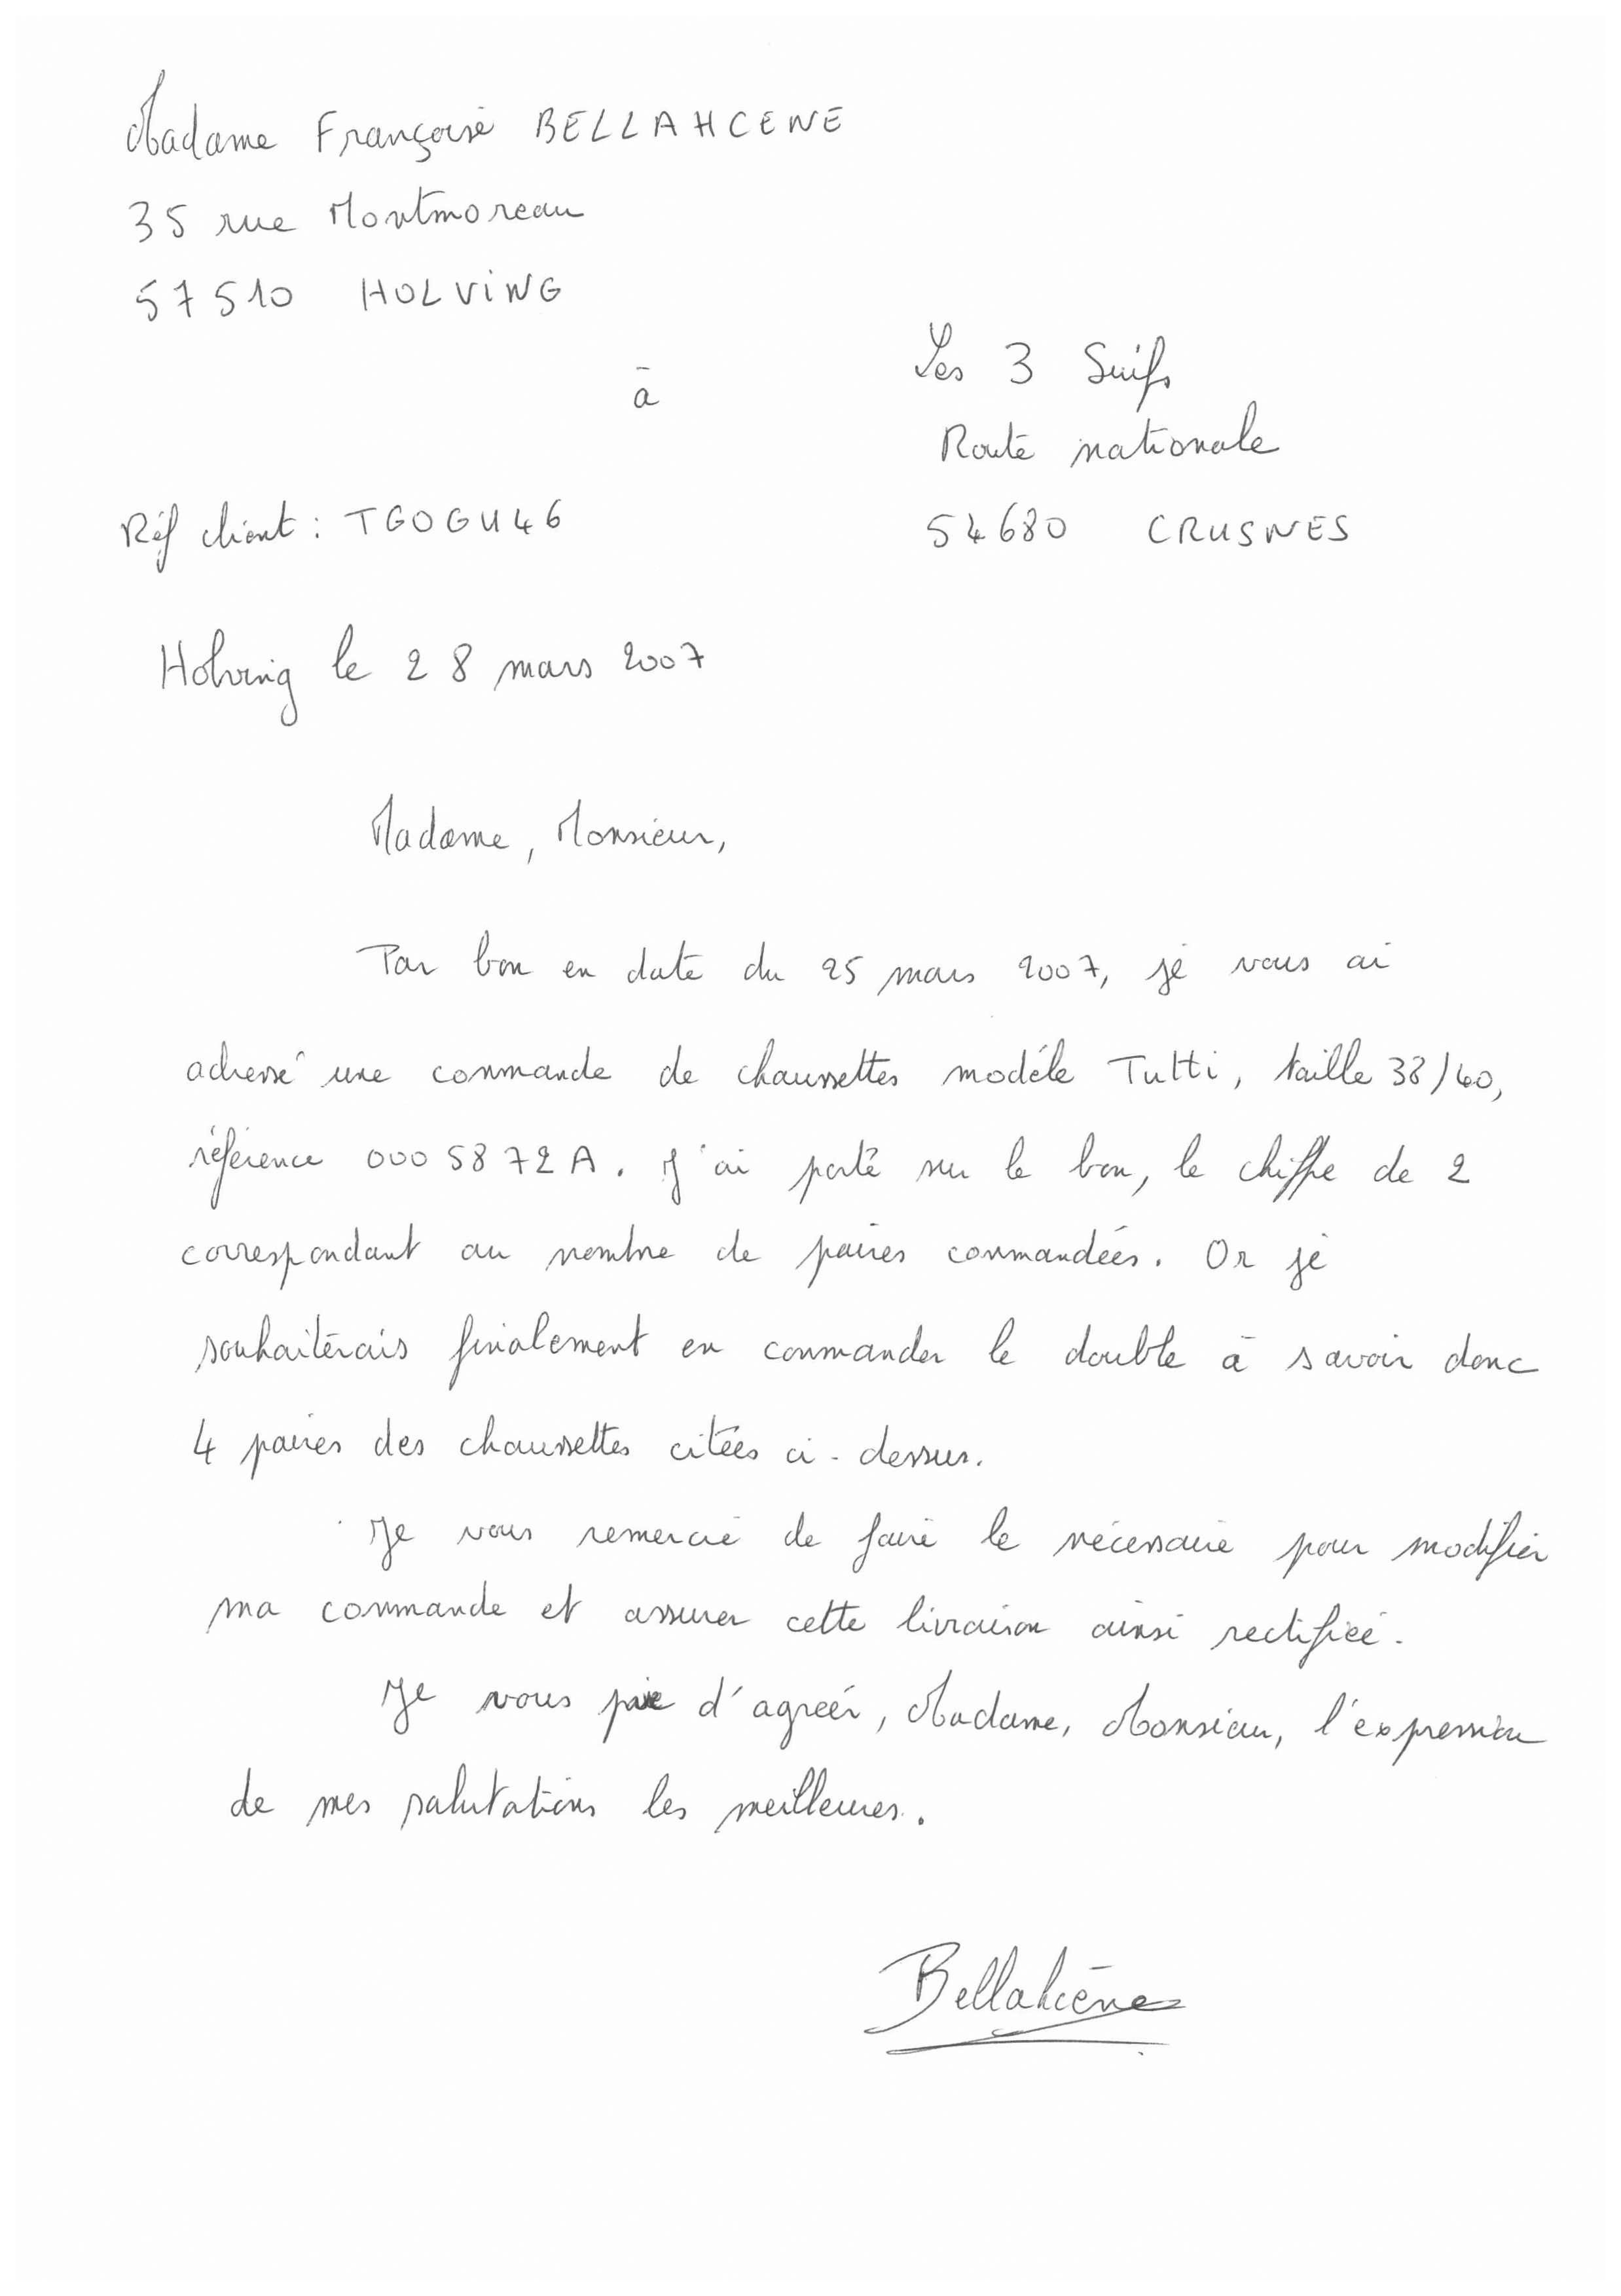 Madame Françoise BELLAHCENE
35 rue Montmoreau
57510 HOLVING
à
Les 3 Suifs
Route nationale
54680 CRUSNES
Réf client : TGOGU46
Holving le 28 mars 2007
Madame, Monsieur,
Par bon en date du 25 mars 2007, je vous ai
adressé une commande de chaussettes modèle Tutti, taille 38/40,
référence 0005872A. J'ai porté sur le bon, le chiffre de 2
correspondant au nombre de paires commandées. Or je
souhaiterais finalement en commander le double à savoir donc
4 paires des chaussettes citées ci-dessus.
Je vous remercie de faire le nécessaire pour modifier
ma commande et assurer cette livraison ainsi rectifiée.
Je vous prie d'agréer, Madame, Monsieur, l'expression
de mes salutations les meilleures.
Bellahcène